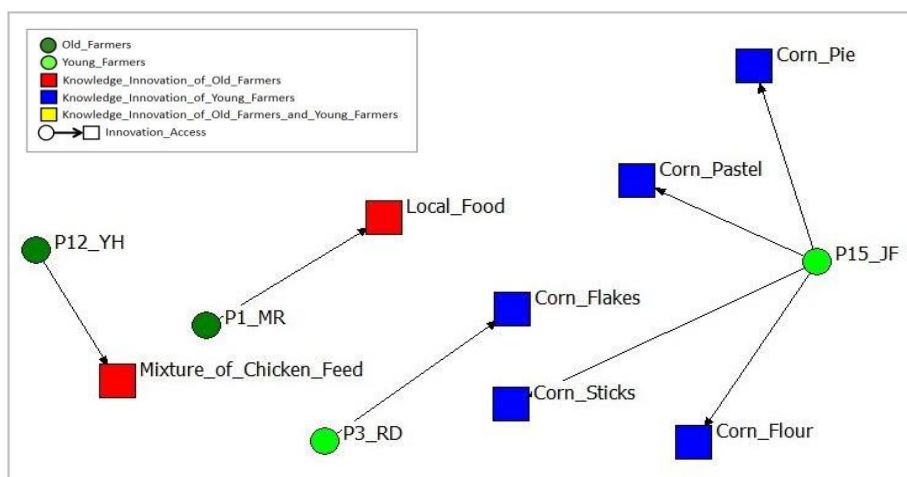 Old_Farmers
Young_Farmers
Knowledge_Innovation_of_Old_Farmers
Knowledge_Innovation_of_Young_Farmers
Knowledge_Innovation_of_Old_Farmers_and_Young_Farmers
Innovation_Access
Corn_Pie
Corn_Pastel
Local_Food
P12_YH
P15_JF
Corn_Flakes
P1_MR
Mixture_of_Chicken_Feed
Corn_Sticks
P3_RD
Corn_Flour